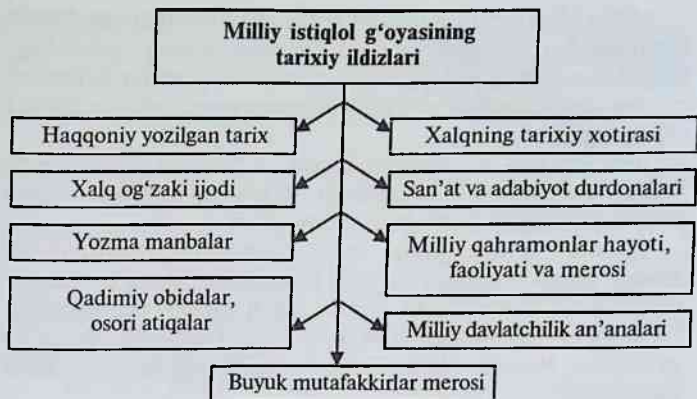 Milliy istiqlol g‘oyasining
tarixiy ildizlari
Haqqoniy yozilgan tarix
Xalqning tarixiy xotirasi
Xalq og‘zaki ijodi
San’at va adabiyot durdonalari
Yozma manbalar
Milliy qahramonlar hayoti,
faoliyati va merosi
Qadimiy obidalar,
osori atiqalar
Milliy davlatchilik an’analari
Buyuk mutafakkirlar merosi